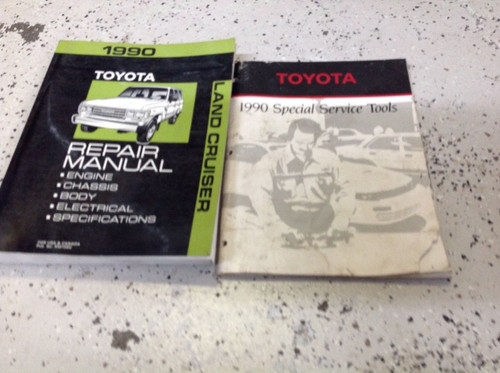 1990
TOYOTA
LAND CRUISER
REPAIR
MANUAL
• ENGINE
• CHASSIS
• BODY
• ELECTRICAL
• SPECIFICATIONS
TOYOTA
1990 Special Service Tools